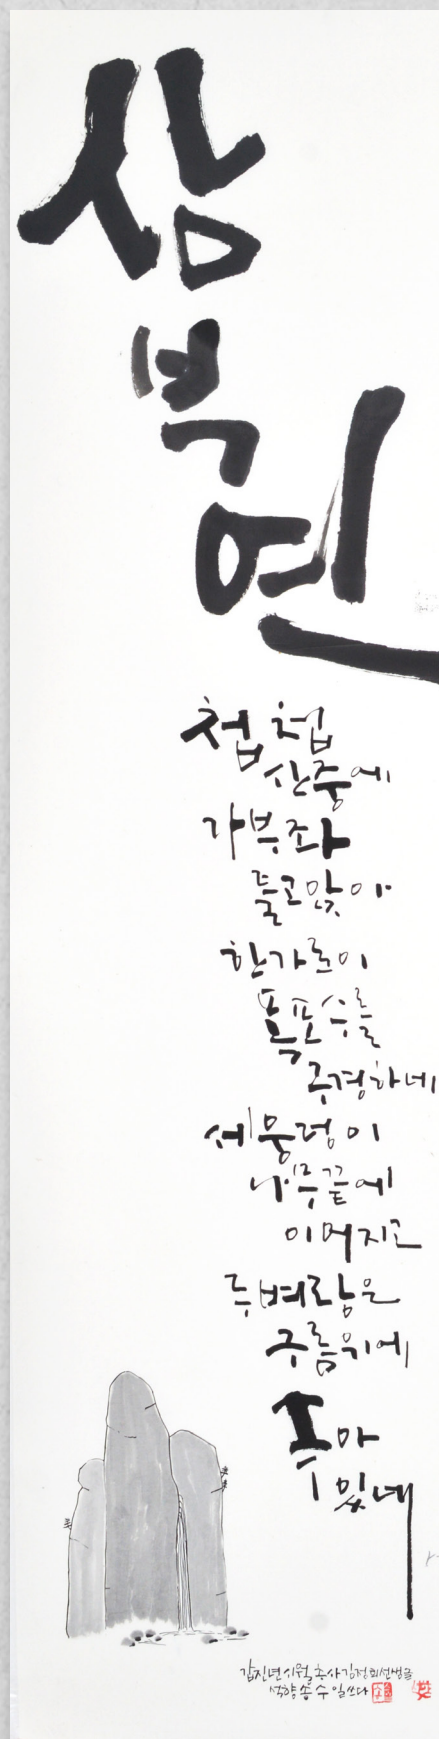 삼
부
연
첩첩
산중에
가부좌
틀고앉아
한가로이
폭포수를
구경하네
세웅덩이
나무끝에
이어지고
두벼랑은
구름위에
솟아
있네
갑진년시월추사김정희선생글
석향송수일쓰다